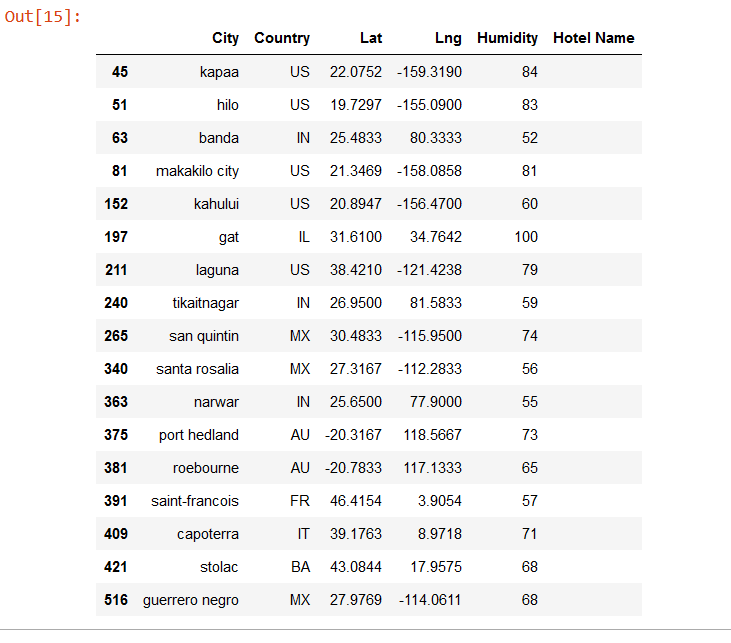 Out[15]:
City Country Lat Lng Humidity Hotel Name
45 kapaa US 22.0752 -159.3190 84
51 hilo US 19.7297 -155.0900 83
63 banda IN 25.4833 80.3333 52
81 makakilo city US 21.3469 -158.0858 81
152 kahului US 20.8947 -156.4700 60
197 gat IL 31.6100 34.7642 100
211 laguna US 38.4210 -121.4238 79
240 tikaitnagar IN 26.9500 81.5833 59
265 san quintin MX 30.4833 -115.9500 74
340 santa rosalia MX 27.3167 -112.2833 56
363 narwar IN 25.6500 77.9000 55
375 port hedland AU -20.3167 118.5667 73
381 roebourne AU -20.7833 117.1333 65
391 saint-francois FR 46.4154 3.9054 57
409 capoterra IT 39.1763 8.9718 71
421 stolac BA 43.0844 17.9575 68
516 guerrero negro MX 27.9769 -114.0611 68